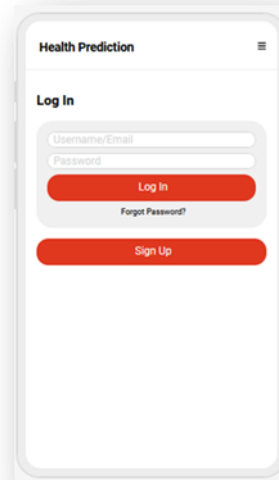 Health Prediction
Log In
Username/Email
Password
Log In
Forgot Password?
Sign Up